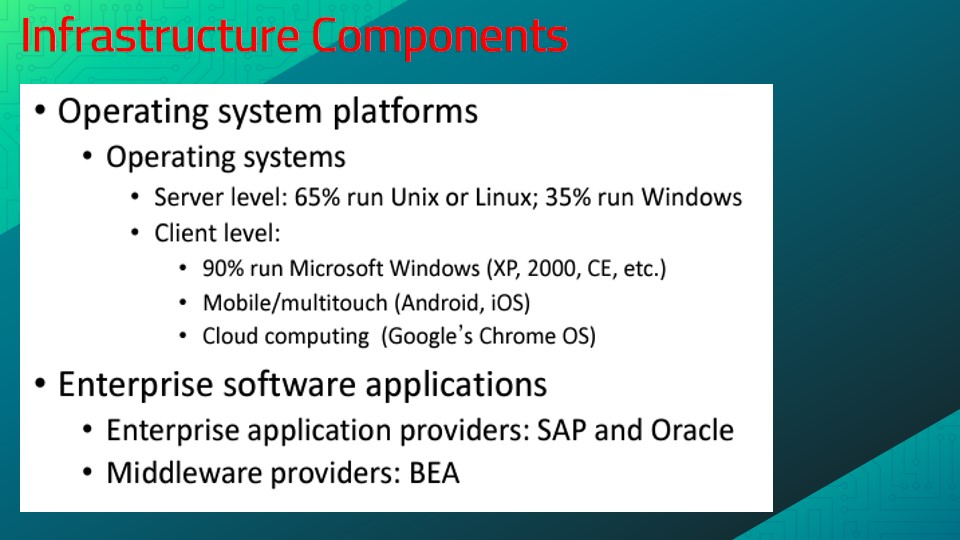 Infrastructure Components
• Operating system platforms
• Operating systems
• Server level: 65% run Unix or Linux; 35% run Windows
• Client level:
• 90% run Microsoft Windows (XP, 2000, CE, etc.)
• Mobile/multitouch (Android, iOS)
• Cloud computing  (Google’s Chrome OS)
• Enterprise software applications
• Enterprise application providers: SAP and Oracle
• Middleware providers: BEA